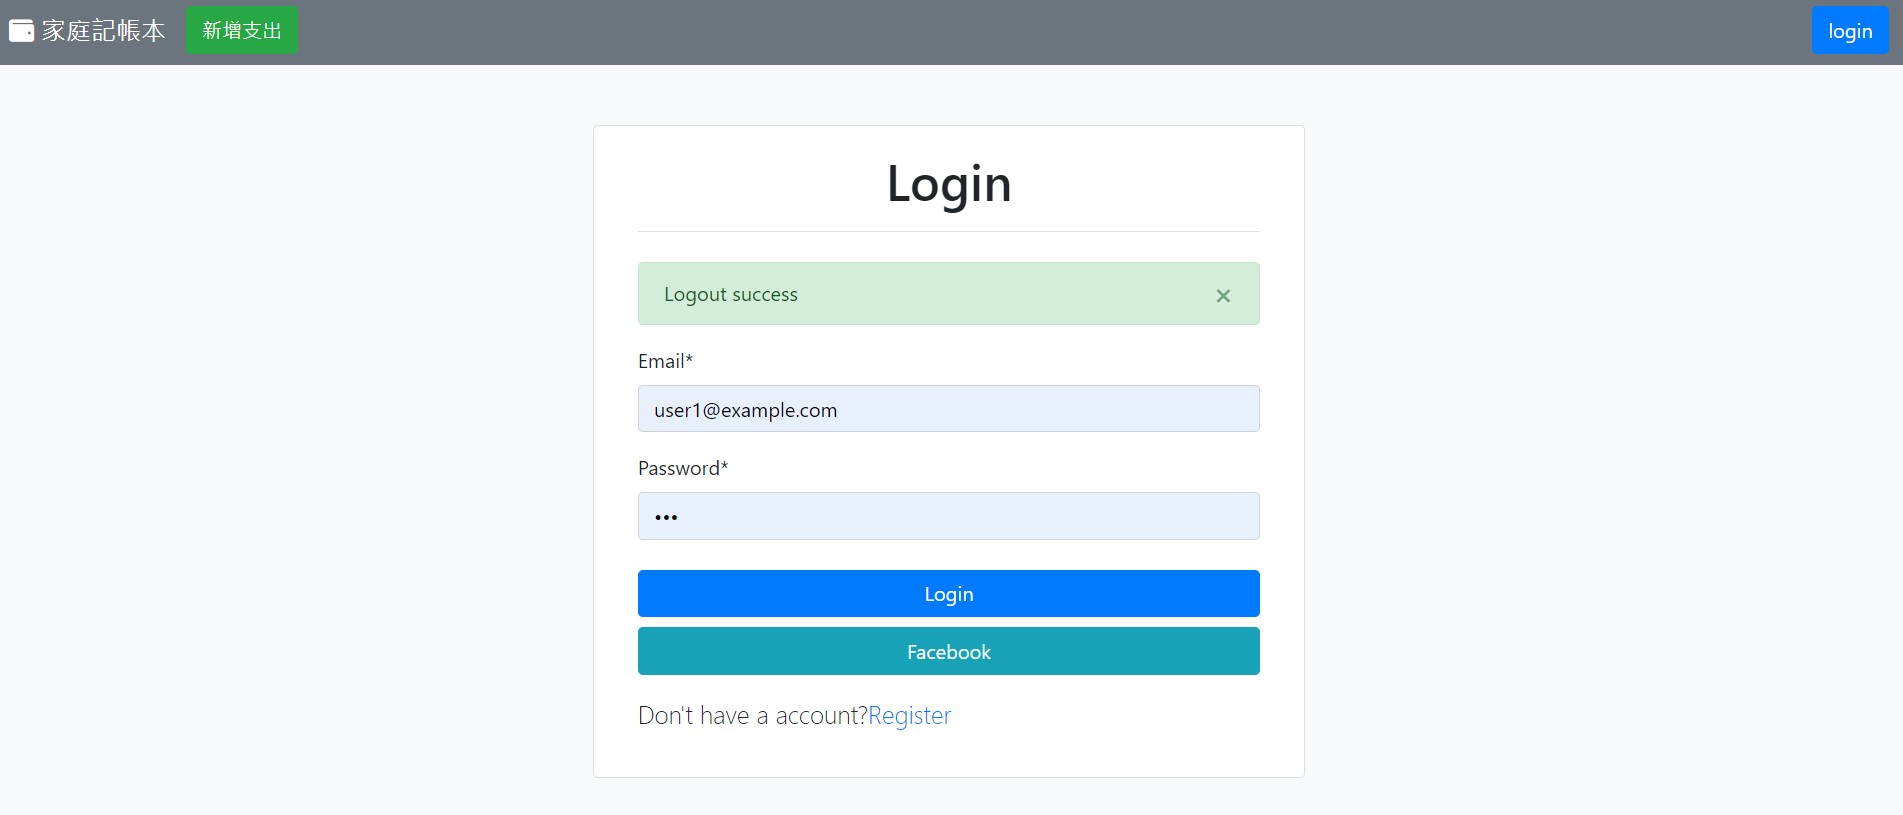 家庭記帳本 新增支出 login
Login
Logout success ×
Email*
user1@example.com
Password*
•••
Login
Facebook
Don't have a account?Register